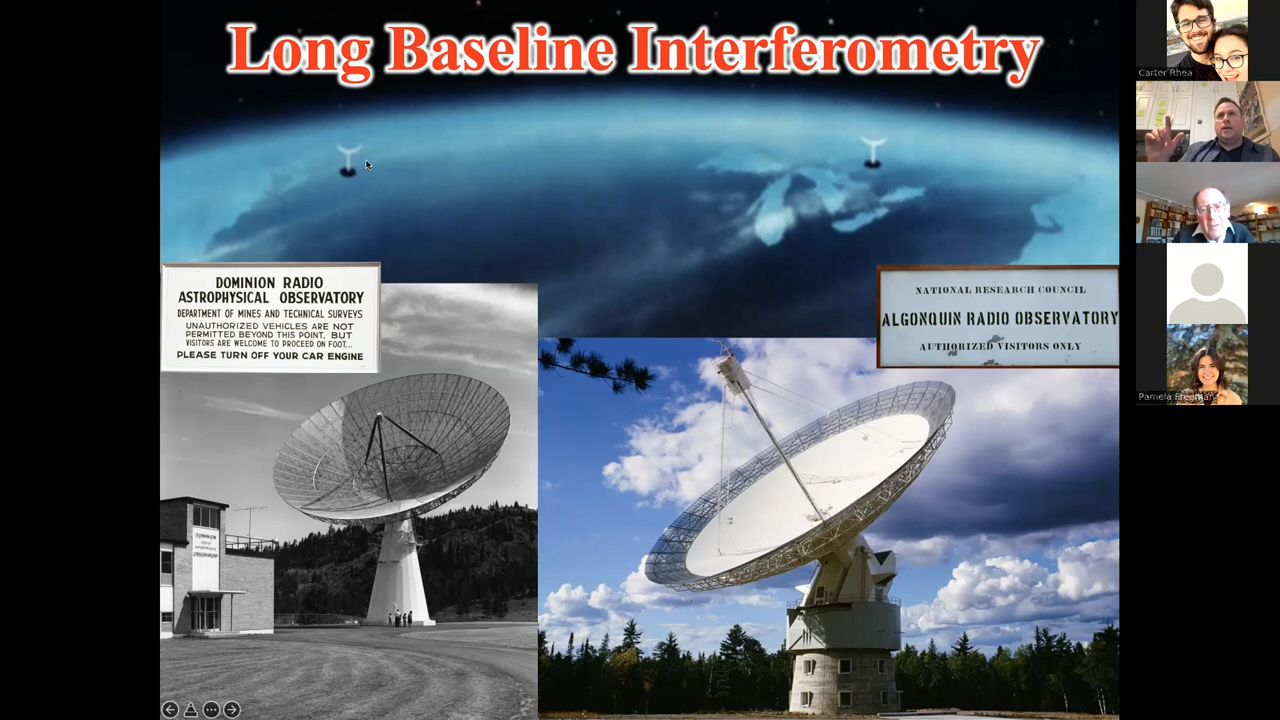 Long Baseline Interferometry
Carter Rhea
DOMINION RADIO
ASTROPHYSICAL OBSERVATORY
DEPARTMENT OF MINES AND TECHNICAL SURVEYS
UNAUTHORIZED VEHICLES ARE NOT
PERMITTED BEYOND THIS POINT, BUT
VISITORS ARE WELCOME TO PROCEED ON FOOT...
PLEASE TURN OFF YOUR CAR ENGINE
NATIONAL RESEARCH COUNCIL
ALGONQUIN RADIO OBSERVATORY
AUTHORIZED VISITORS ONLY
Pamela Freeman
DOMINION
OBSERVATORY